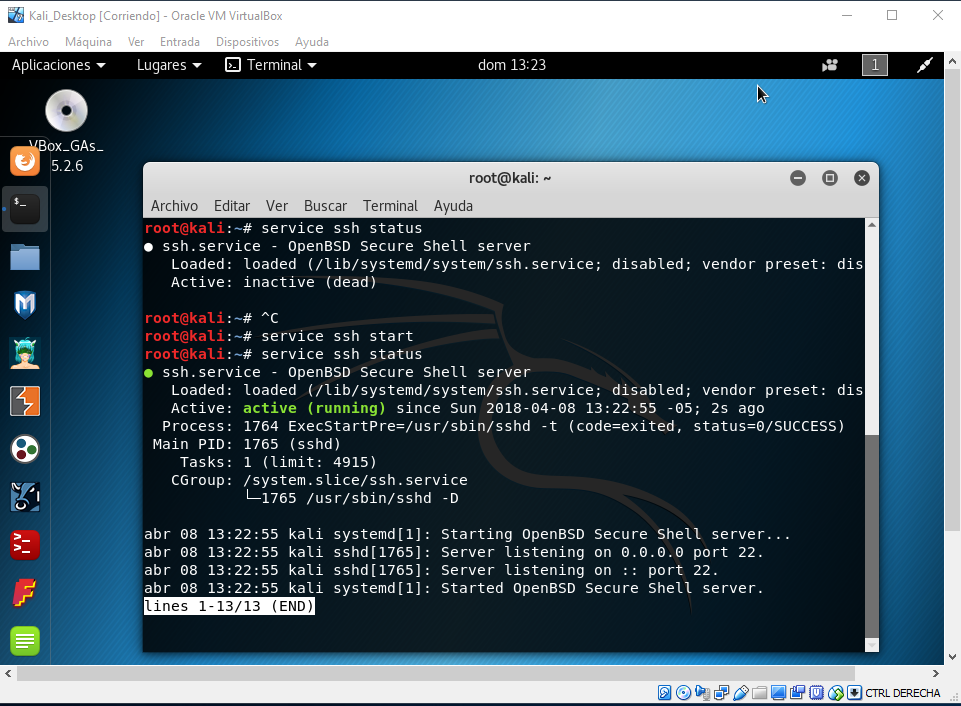 Kali_Desktop [Corriendo] - Oracle VM VirtualBox
Archivo Máquina Ver Entrada Dispositivos Ayuda
Aplicaciones Lugares Terminal dom 13:23 1
VBox_GAs_
5.2.6
root@kali: ~
Archivo Editar Ver Buscar Terminal Ayuda
root@kali:~# service ssh status
● ssh.service - OpenBSD Secure Shell server
   Loaded: loaded (/lib/systemd/system/ssh.service; disabled; vendor preset: dis
   Active: inactive (dead)
root@kali:~# ^C
root@kali:~# service ssh start
root@kali:~# service ssh status
● ssh.service - OpenBSD Secure Shell server
   Loaded: loaded (/lib/systemd/system/ssh.service; disabled; vendor preset: dis
   Active: active (running) since Sun 2018-04-08 13:22:55 -05; 2s ago
  Process: 1764 ExecStartPre=/usr/sbin/sshd -t (code=exited, status=0/SUCCESS)
 Main PID: 1765 (sshd)
    Tasks: 1 (limit: 4915)
   CGroup: /system.slice/ssh.service
           └─1765 /usr/sbin/sshd -D
abr 08 13:22:55 kali systemd[1]: Starting OpenBSD Secure Shell server...
abr 08 13:22:55 kali sshd[1765]: Server listening on 0.0.0.0 port 22.
abr 08 13:22:55 kali sshd[1765]: Server listening on :: port 22.
abr 08 13:22:55 kali systemd[1]: Started OpenBSD Secure Shell server.
lines 1-13/13 (END)
CTRL DERECHA